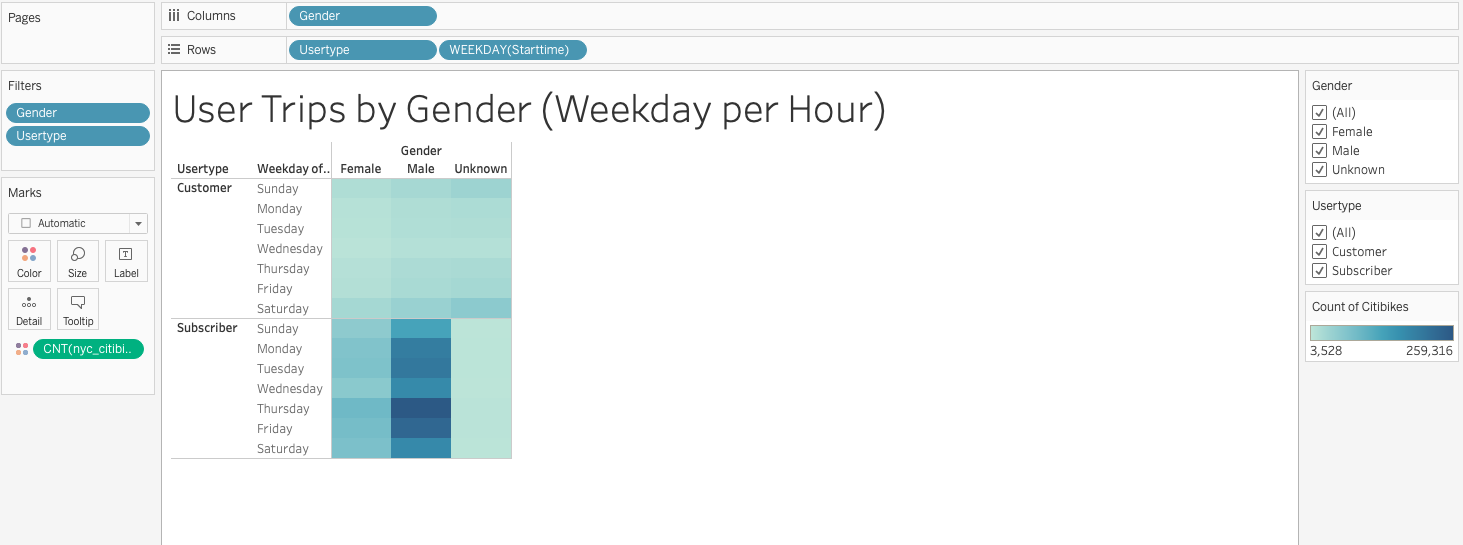 Pages
Columns
Gender
Rows
Usertype
WEEKDAY(Starttime)
Filters
Gender
Usertype
Marks
Automatic
Color
Size
Label
Detail
Tooltip
CNT(nyc_citibi..
User Trips by Gender (Weekday per Hour)
Gender
Usertype
Weekday of..
Female
Male
Unknown
Customer
Sunday
Monday
Tuesday
Wednesday
Thursday
Friday
Saturday
Subscriber
Sunday
Monday
Tuesday
Wednesday
Thursday
Friday
Saturday
Gender
(All)
Female
Male
Unknown
Usertype
(All)
Customer
Subscriber
Count of Citibikes
3,528
259,316